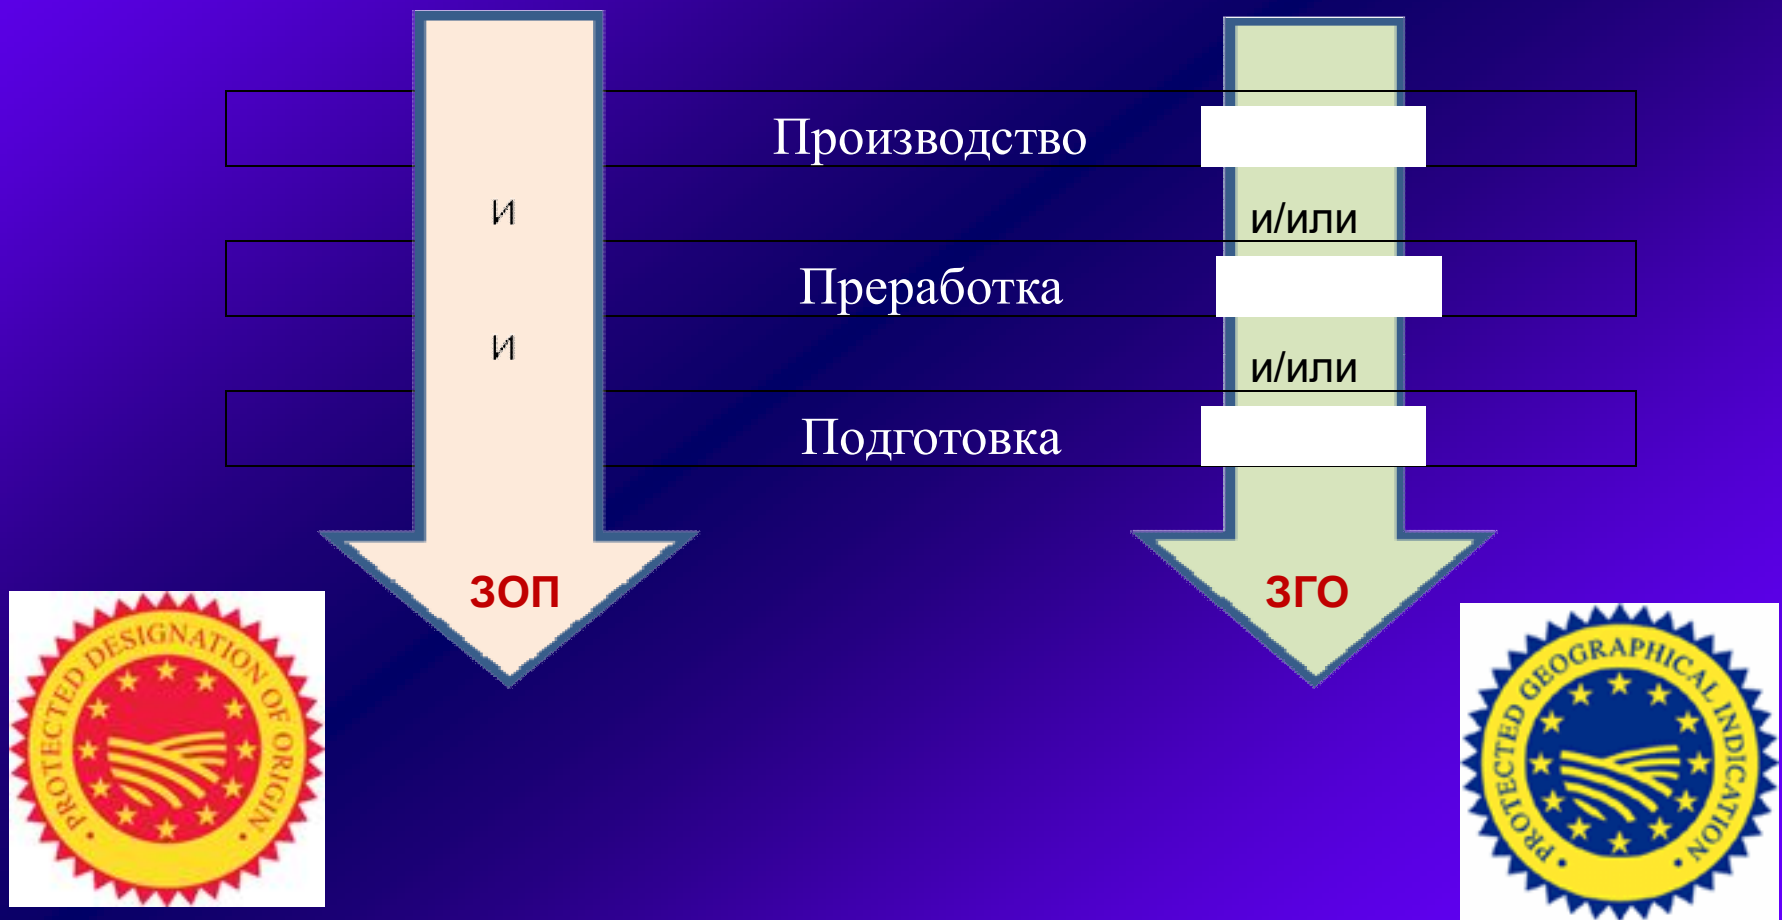 Производство
и
и/или
Преработка
и
и/или
Подготовка
ЗОП
ЗГО
PROTECTED DESIGNATION OF ORIGIN
PROTECTED GEOGRAPHICAL INDICATION